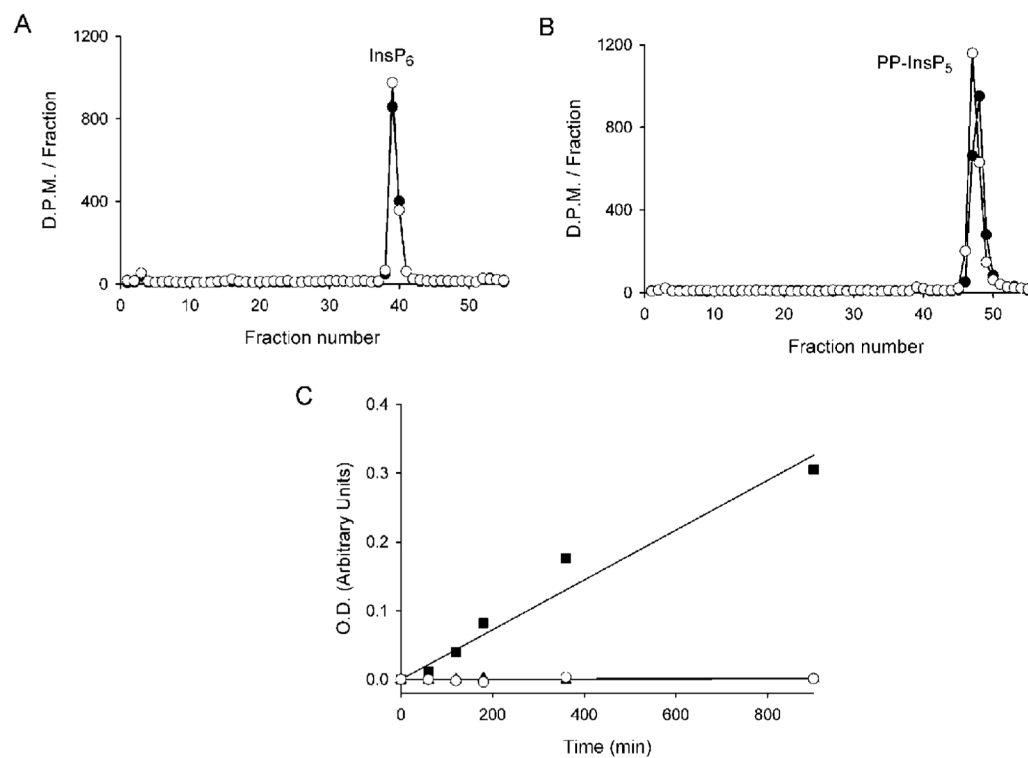 A
1200
800
400
0
D.P.M. / Fraction
InsP6
0 10 20 30 40 50
Fraction number
B
1200
800
400
0
D.P.M. / Fraction
PP-InsP5
0 10 20 30 40 50
Fraction number
C
0.4
0.3
0.2
0.1
0.0
O.D. (Arbitrary Units)
0 200 400 600 800
Time (min)